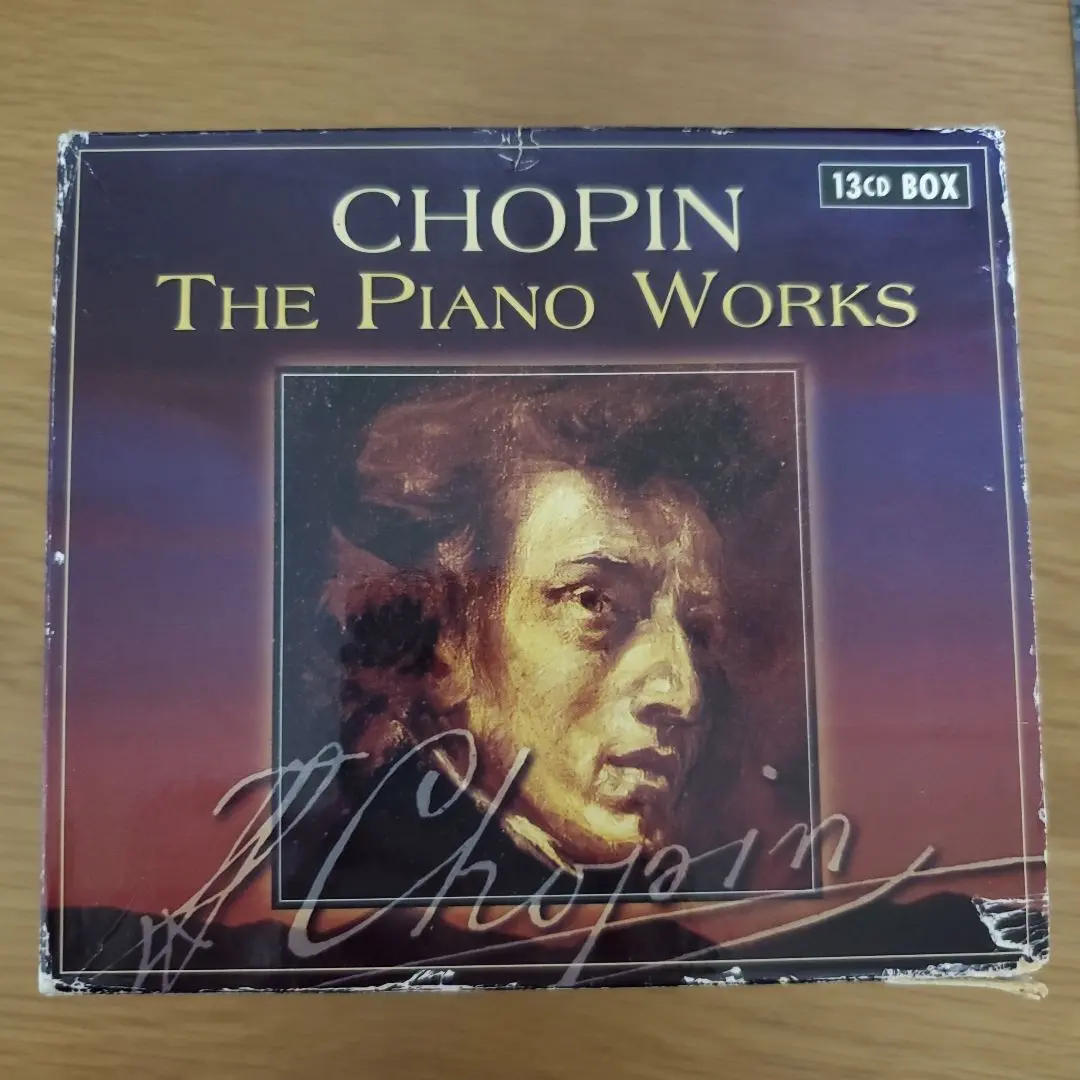 13CD BOX
CHOPIN
THE PIANO WORKS
Chopin